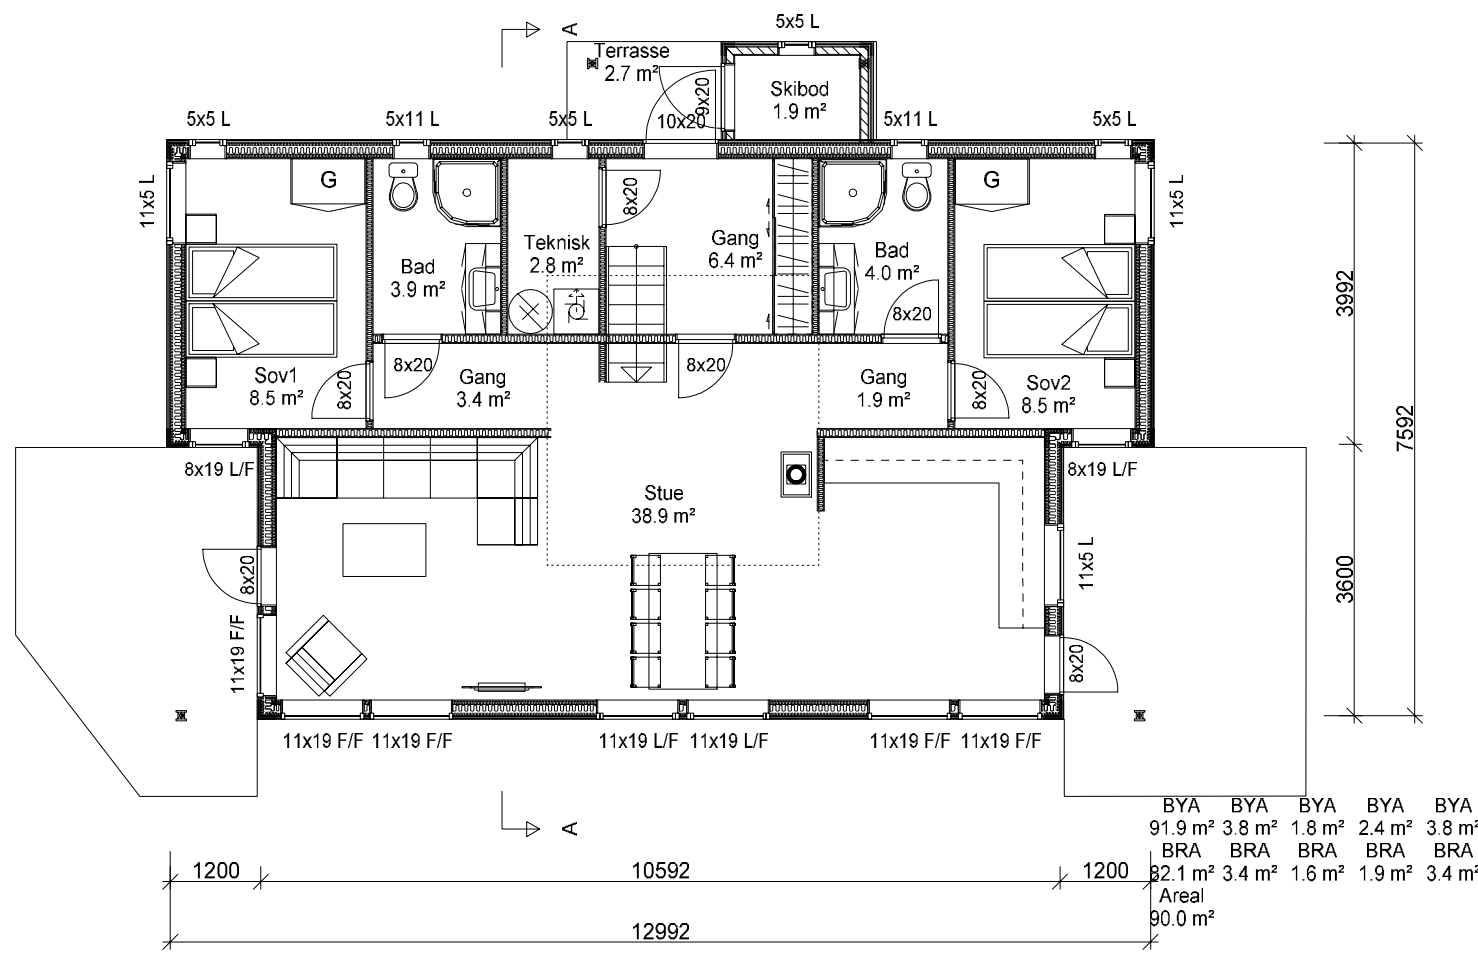 A
5x5 L
Terrasse
2.7 m²
9x20
Skibod
1.9 m²
5x5 L
5x11 L
5x5 L
10x20
5x11 L
5x5 L
11x5 L
G
8x20
G
11x5 L
Teknisk
2.8 m²
Gang
6.4 m²
Bad
3.9 m²
Bad
4.0 m²
8x20
3992
Sov1
8.5 m²
8x20
8x20
Gang
3.4 m²
8x20
Gang
1.9 m²
8x20
Sov2
8.5 m²
7592
8x19 L/F
8x19 L/F
Stue
38.9 m²
8x20
11x5 L
3600
11x19 F/F
8x20
11x19 F/F
11x19 F/F
11x19 L/F
11x19 L/F
11x19 F/F
11x19 F/F
A
BYA BYA BYA BYA BYA
91.9 m² 3.8 m² 1.8 m² 2.4 m² 3.8 m²
BRA BRA BRA BRA BRA
82.1 m² 3.4 m² 1.6 m² 1.9 m² 3.4 m²
Areal
90.0 m²
1200
10592
1200
12992